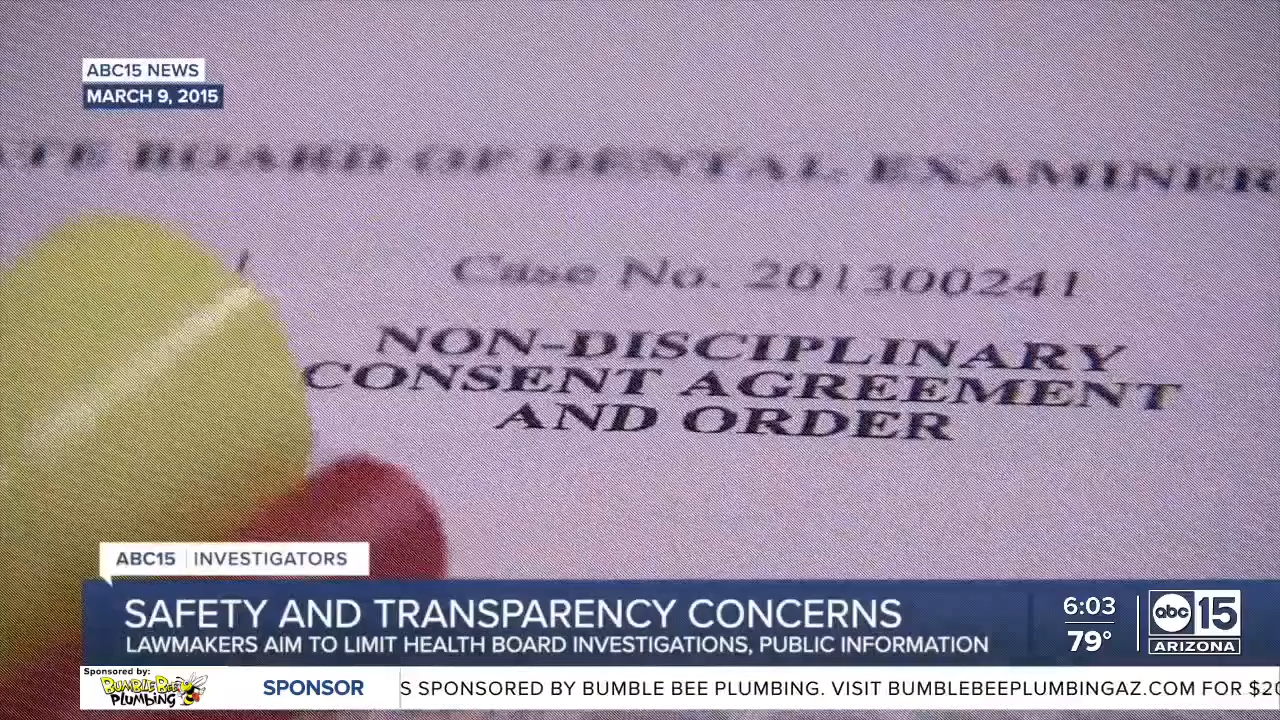 ABC15 NEWS
MARCH 9, 2015
TE BOARD OF DENTAL EXAMINER
Case No. 201300241
NON-DISCIPLINARY
CONSENT AGREEMENT
AND ORDER
ABC15 INVESTIGATORS
SAFETY AND TRANSPARENCY CONCERNS
LAWMAKERS AIM TO LIMIT HEALTH BOARD INVESTIGATIONS, PUBLIC INFORMATION
6:03
79°
abc 15
ARIZONA
Sponsored by:
BUMBLE BEE
PLUMBING
SPONSOR
S SPONSORED BY BUMBLE BEE PLUMBING. VISIT BUMBLEBEEPLUMBINGAZ.COM FOR $20